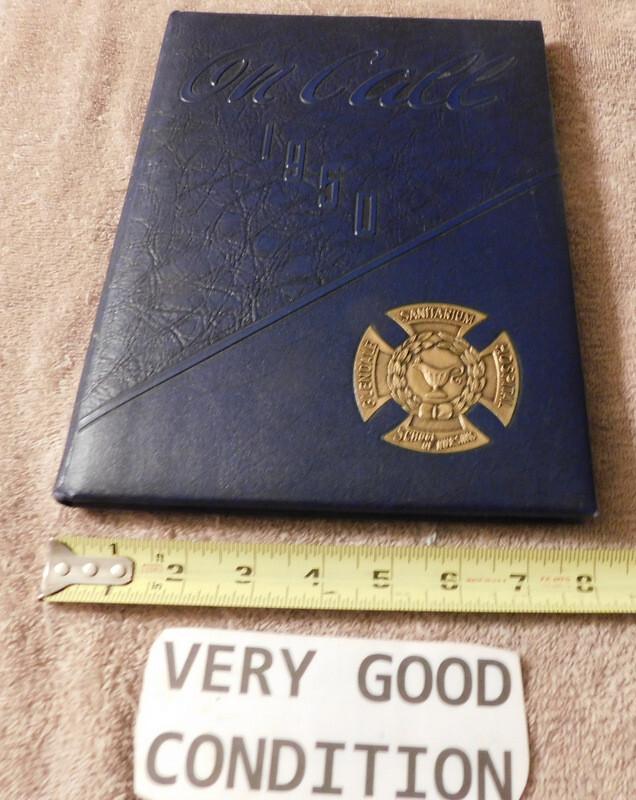 On Call
1950
SANITARIUM
GLENDALE
HOSPITAL
SCHOOL
OF NURSING
1 2 3 4 5 6 7 8
VERY GOOD
CONDITION